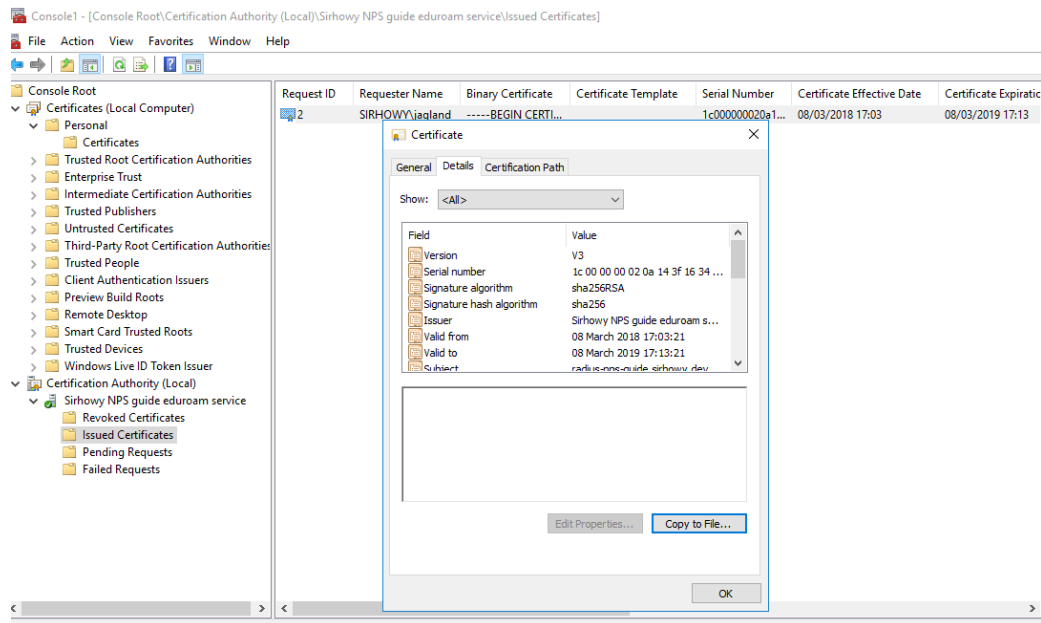 Console1 - [Console Root\Certification Authority (Local)\Sirhowy NPS guide eduroam service\Issued Certificates]
File Action View Favorites Window Help
Console Root
Certificates (Local Computer)
Personal
Certificates
Trusted Root Certification Authorities
Enterprise Trust
Intermediate Certification Authorities
Trusted Publishers
Untrusted Certificates
Third-Party Root Certification Authorities
Trusted People
Client Authentication Issuers
Preview Build Roots
Remote Desktop
Smart Card Trusted Roots
Trusted Devices
Windows Live ID Token Issuer
Certification Authority (Local)
Sirhowy NPS guide eduroam service
Revoked Certificates
Issued Certificates
Pending Requests
Failed Requests
Request ID Requester Name Binary Certificate Certificate Template Serial Number Certificate Effective Date Certificate Expiratio
2 SIRHOWY\jagland -----BEGIN CERTI... 1c000000020a1... 08/03/2018 17:03 08/03/2019 17:13
Certificate
General Details Certification Path
Show: <All>
Field Value
Version V3
Serial number 1c 00 00 00 02 0a 14 3f 16 34 ...
Signature algorithm sha256RSA
Signature hash algorithm sha256
Issuer Sirhowy NPS guide eduroam s...
Valid from 08 March 2018 17:03:21
Valid to 08 March 2019 17:13:21
Subject radius-nps-guide.sirhowy.dev
Edit Properties... Copy to File...
OK